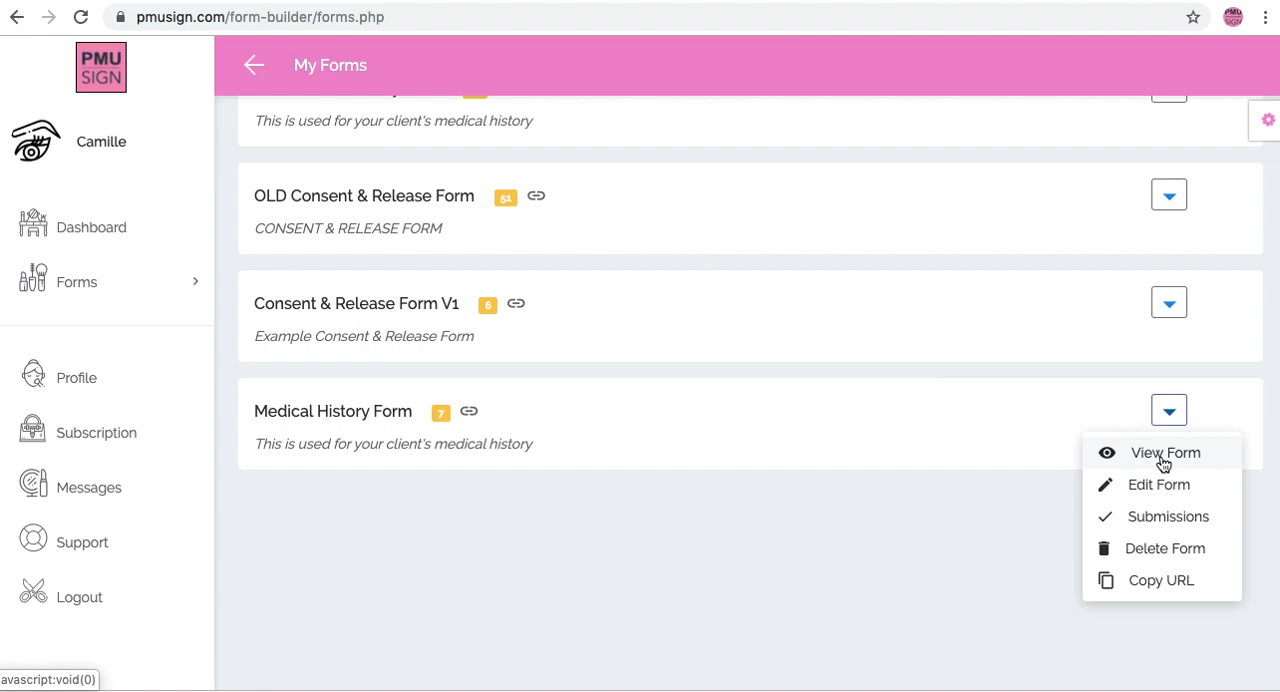 pmusign.com/form-builder/forms.php
PMU SIGN
PMU
SIGN
My Forms
Camille
This is used for your client's medical history
Dashboard
OLD Consent & Release Form 51
CONSENT & RELEASE FORM
Forms
Consent & Release Form V1 6
Example Consent & Release Form
Profile
Medical History Form 7
Subscription
This is used for your client's medical history
View Form
Messages
Edit Form
Submissions
Support
Delete Form
Copy URL
Logout
avascript:void(0)